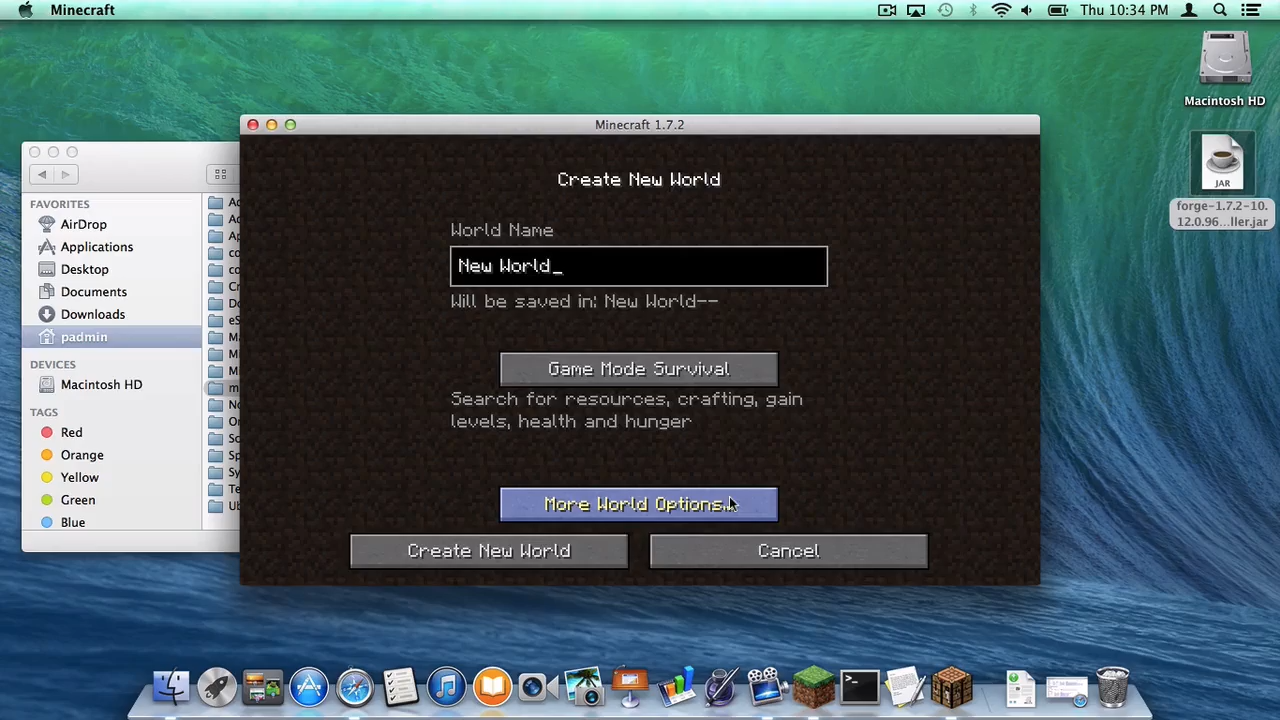 Minecraft
Thu 10:34 PM
Macintosh HD
Minecraft 1.7.2
JAR
forge-1.7.2-10.
12.0.96...ller.jar
Create New World
World Name
New World_
Will be saved in: New World--
Game Mode Survival
Search for resources, crafting, gain
levels, health and hunger
More World Options...
Create New World
Cancel
FAVORITES
AirDrop
Applications
Desktop
Documents
Downloads
padmin
DEVICES
Macintosh HD
TAGS
Red
Orange
Yellow
Green
Blue